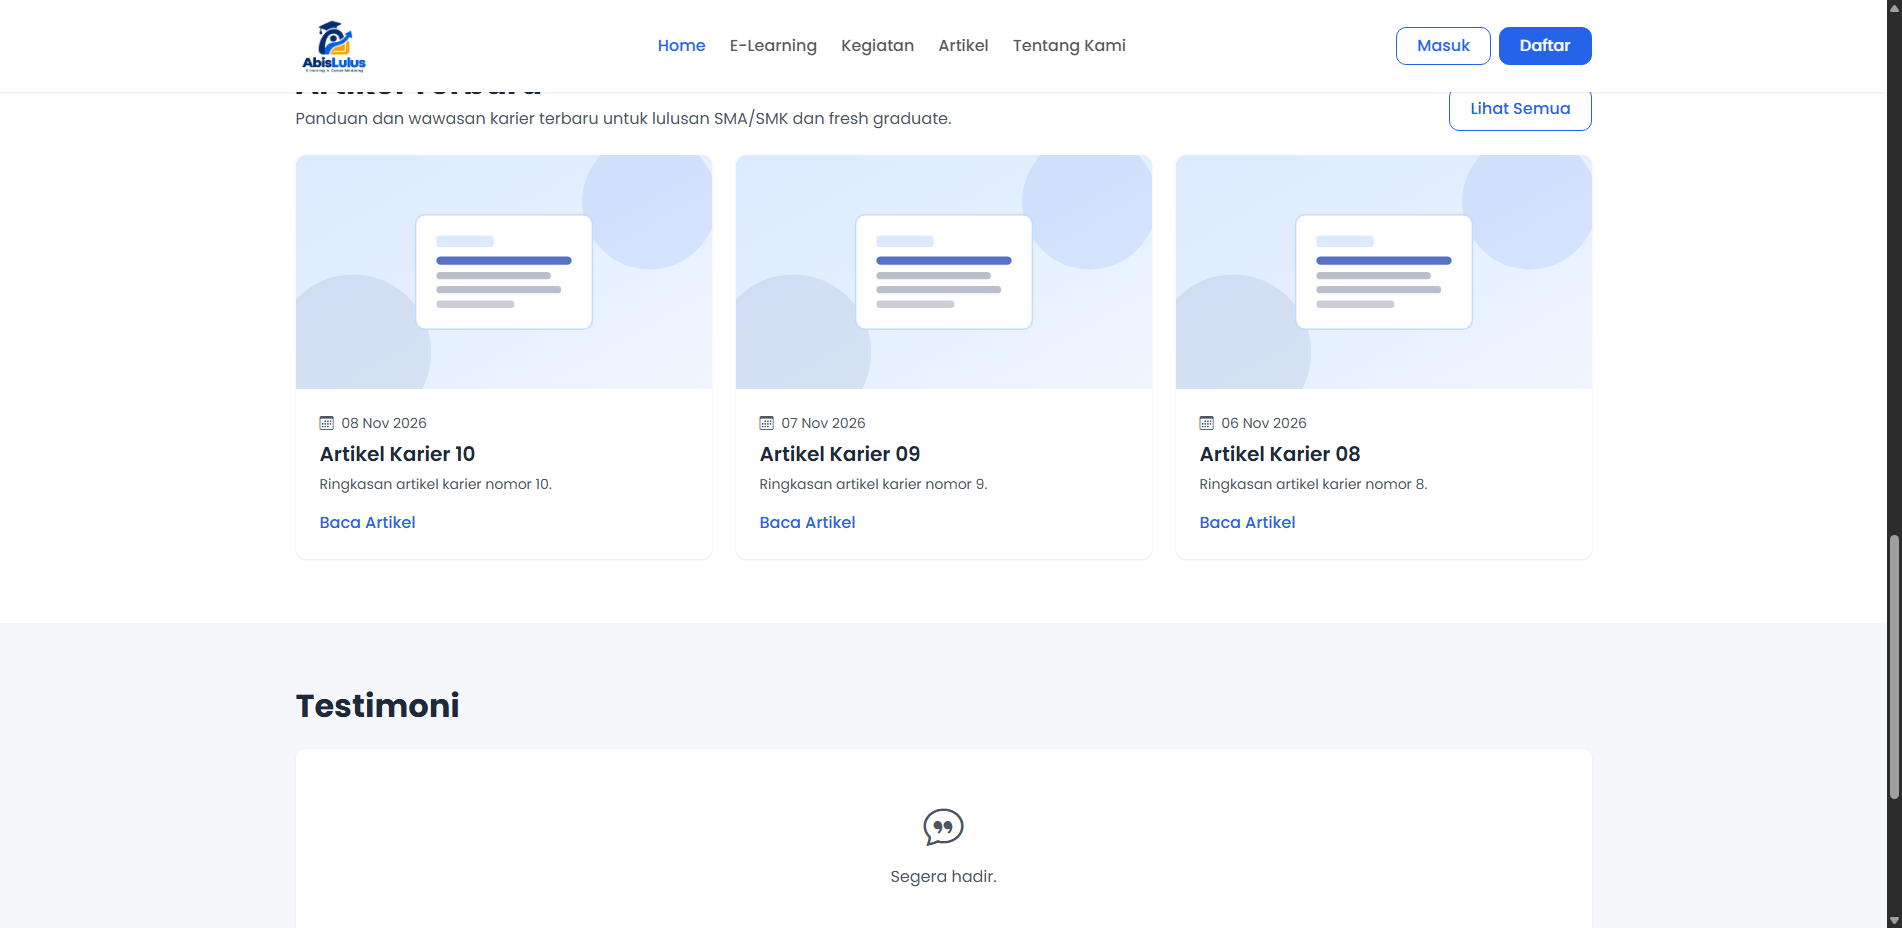 AbisLulus
Home
E-Learning
Kegiatan
Artikel
Tentang Kami
Masuk
Daftar
Artikel Terbaru
Panduan dan wawasan karier terbaru untuk lulusan SMA/SMK dan fresh graduate.
Lihat Semua
08 Nov 2026
Artikel Karier 10
Ringkasan artikel karier nomor 10.
Baca Artikel
07 Nov 2026
Artikel Karier 09
Ringkasan artikel karier nomor 9.
Baca Artikel
06 Nov 2026
Artikel Karier 08
Ringkasan artikel karier nomor 8.
Baca Artikel
Testimoni
Segera hadir.